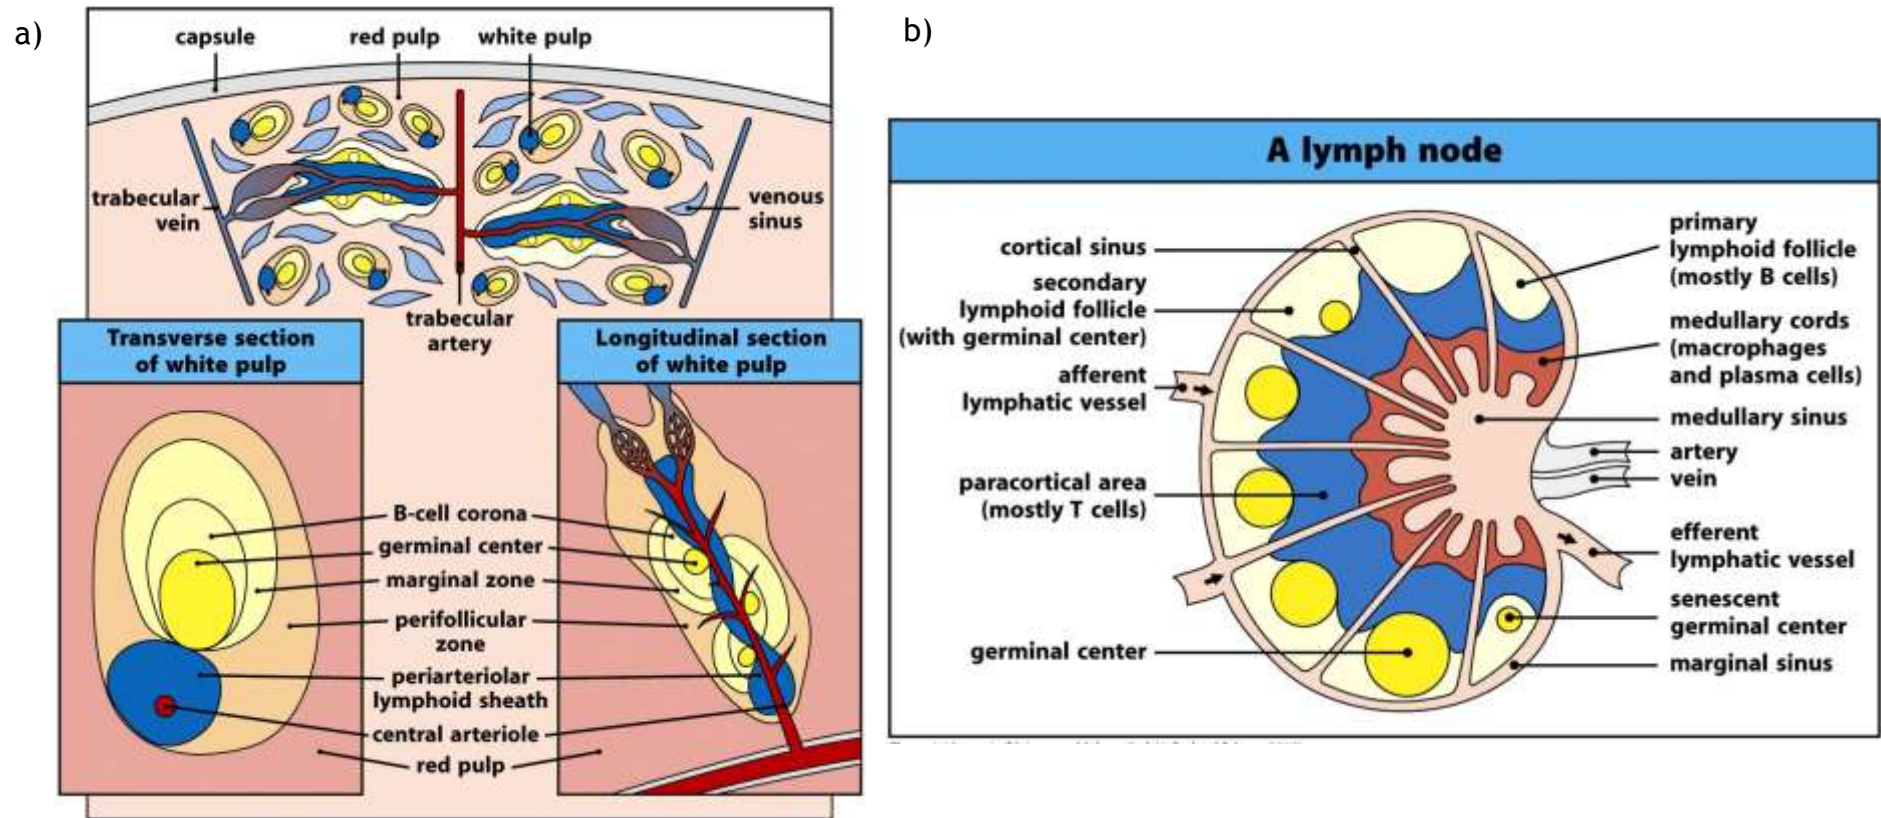 a)
capsule
red pulp
white pulp
trabecular
vein
venous
sinus
trabecular
artery
Transverse section
of white pulp
Longitudinal section
of white pulp
B-cell corona
germinal center
marginal zone
perifollicular
zone
periarteriolar
lymphoid sheath
central arteriole
red pulp
b)
A lymph node
cortical sinus
secondary
lymphoid follicle
(with germinal center)
afferent
lymphatic vessel
paracortical area
(mostly T cells)
germinal center
primary
lymphoid follicle
(mostly B cells)
medullary cords
(macrophages
and plasma cells)
medullary sinus
artery
vein
efferent
lymphatic vessel
senescent
germinal center
marginal sinus